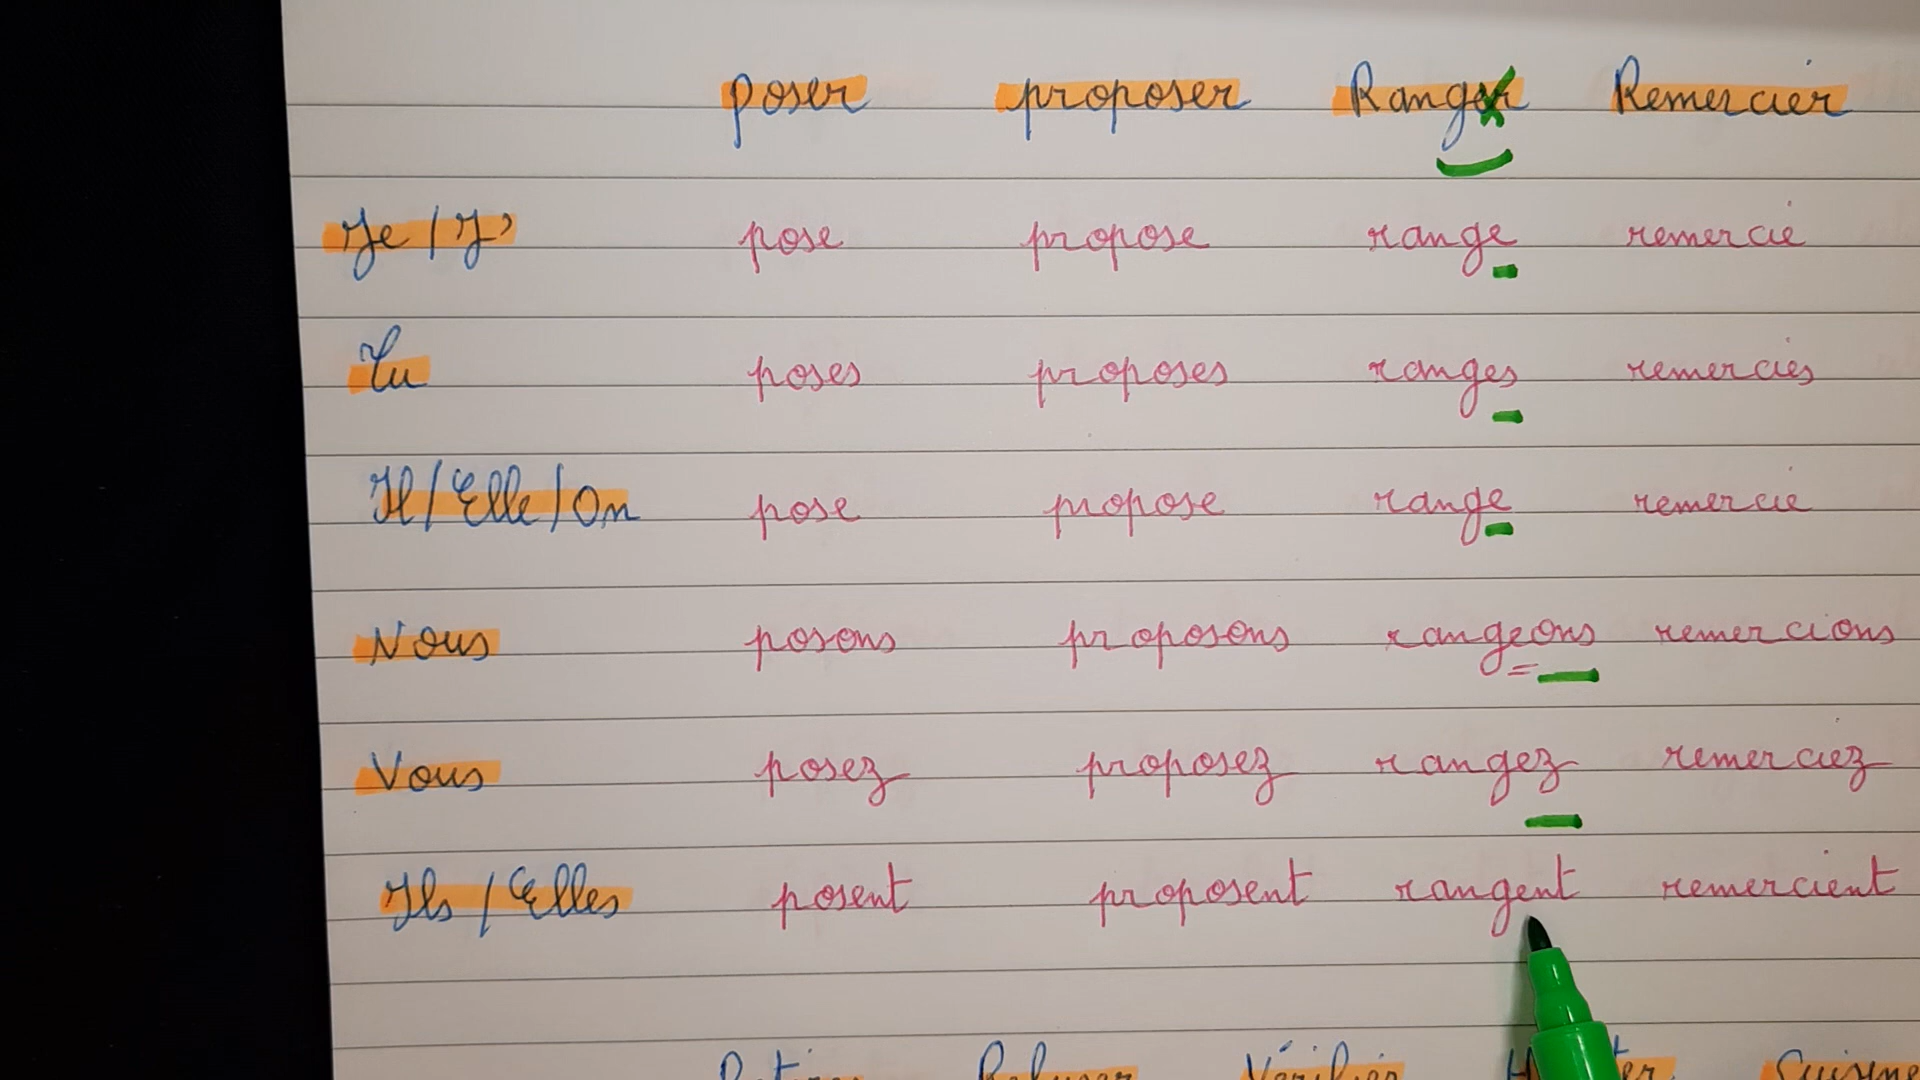 poser proposer Ranger Remercier
Je / J' pose propose range remercie
Tu poses proposes ranges remercies
Il / Elle / On pose propose range remercie
Nous posons proposons rangeons remercions
Vous posez proposez rangez remerciez
Ils / Elles posent proposent rangent remercient